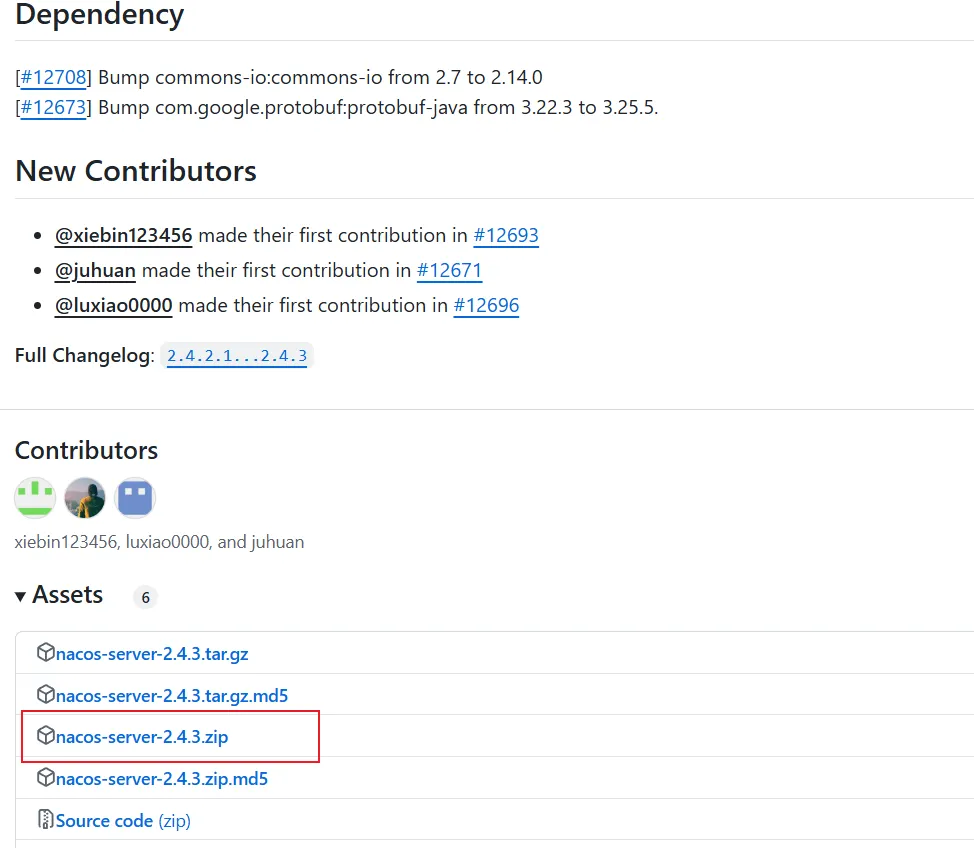 Dependency
[#12708] Bump commons-io:commons-io from 2.7 to 2.14.0
[#12673] Bump com.google.protobuf:protobuf-java from 3.22.3 to 3.25.5.
New Contributors
@xiebin123456 made their first contribution in #12693
@juhuan made their first contribution in #12671
@luxiao0000 made their first contribution in #12696
Full Changelog: 2.4.2.1...2.4.3
Contributors
xiebin123456, luxiao0000, and juhuan
Assets 6
nacos-server-2.4.3.tar.gz
nacos-server-2.4.3.tar.gz.md5
nacos-server-2.4.3.zip
nacos-server-2.4.3.zip.md5
Source code (zip)